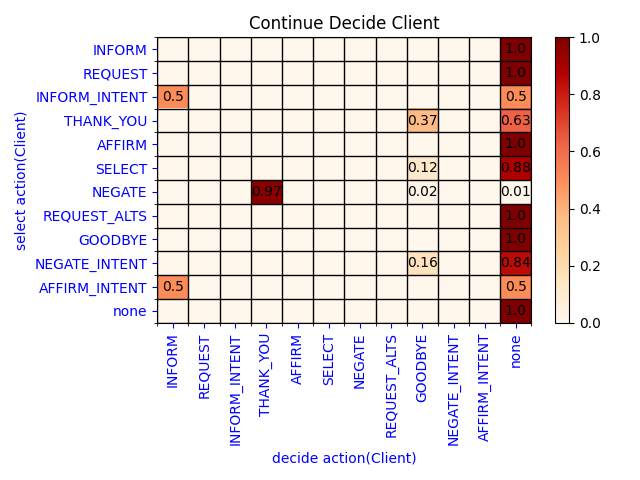 Continue Decide Client
select action(Client)
INFORM 1.0
REQUEST 1.0
INFORM_INTENT 0.5 0.5
THANK_YOU 0.37 0.63
AFFIRM 1.0
SELECT 0.12 0.88
NEGATE 0.97 0.02 0.01
REQUEST_ALTS 1.0
GOODBYE 1.0
NEGATE_INTENT 0.16 0.84
AFFIRM_INTENT 0.5 0.5
none 1.0
INFORM
REQUEST
INFORM_INTENT
THANK_YOU
AFFIRM
SELECT
NEGATE
REQUEST_ALTS
GOODBYE
NEGATE_INTENT
AFFIRM_INTENT
none
decide action(Client)
1.0
0.8
0.6
0.4
0.2
0.0